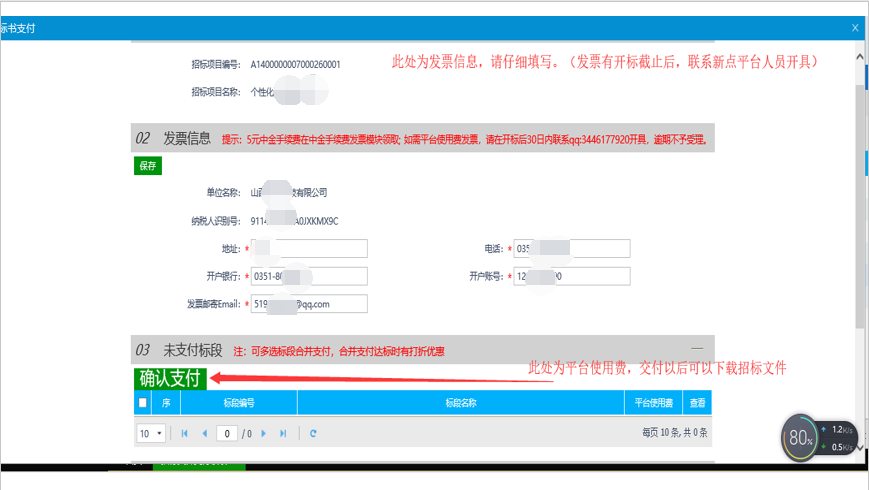 标书支付
X
招标项目编号： A1400000007000260001
此处为发票信息，请仔细填写。（发票有开标截止后，联系新点平台人员开具）
招标项目名称： 个性化
02 发票信息 提示：5元中金手续费在中金手续费发票模块领取; 如需平台使用费发票，请在开标后30日内联系qq:3446177920开具，逾期不予受理。
保存
单位名称： 山 有限公司
纳税人识别号： 911 A0JXKMX9C
地址：*
电话：* 035
开户银行：* 0351-8
开户账号：* 12 0
发票邮寄Email：* 519 @qq.com
03 未支付标段 注：可多选标段合并支付，合并支付达标时有打折优惠
确认支付
此处为平台使用费，交付以后可以下载招标文件
序 标段编号 标段名称 平台使用费 查看
10 0 / 0 每页 10 条, 共 0 条
80%
1.2K/s
0.5K/s